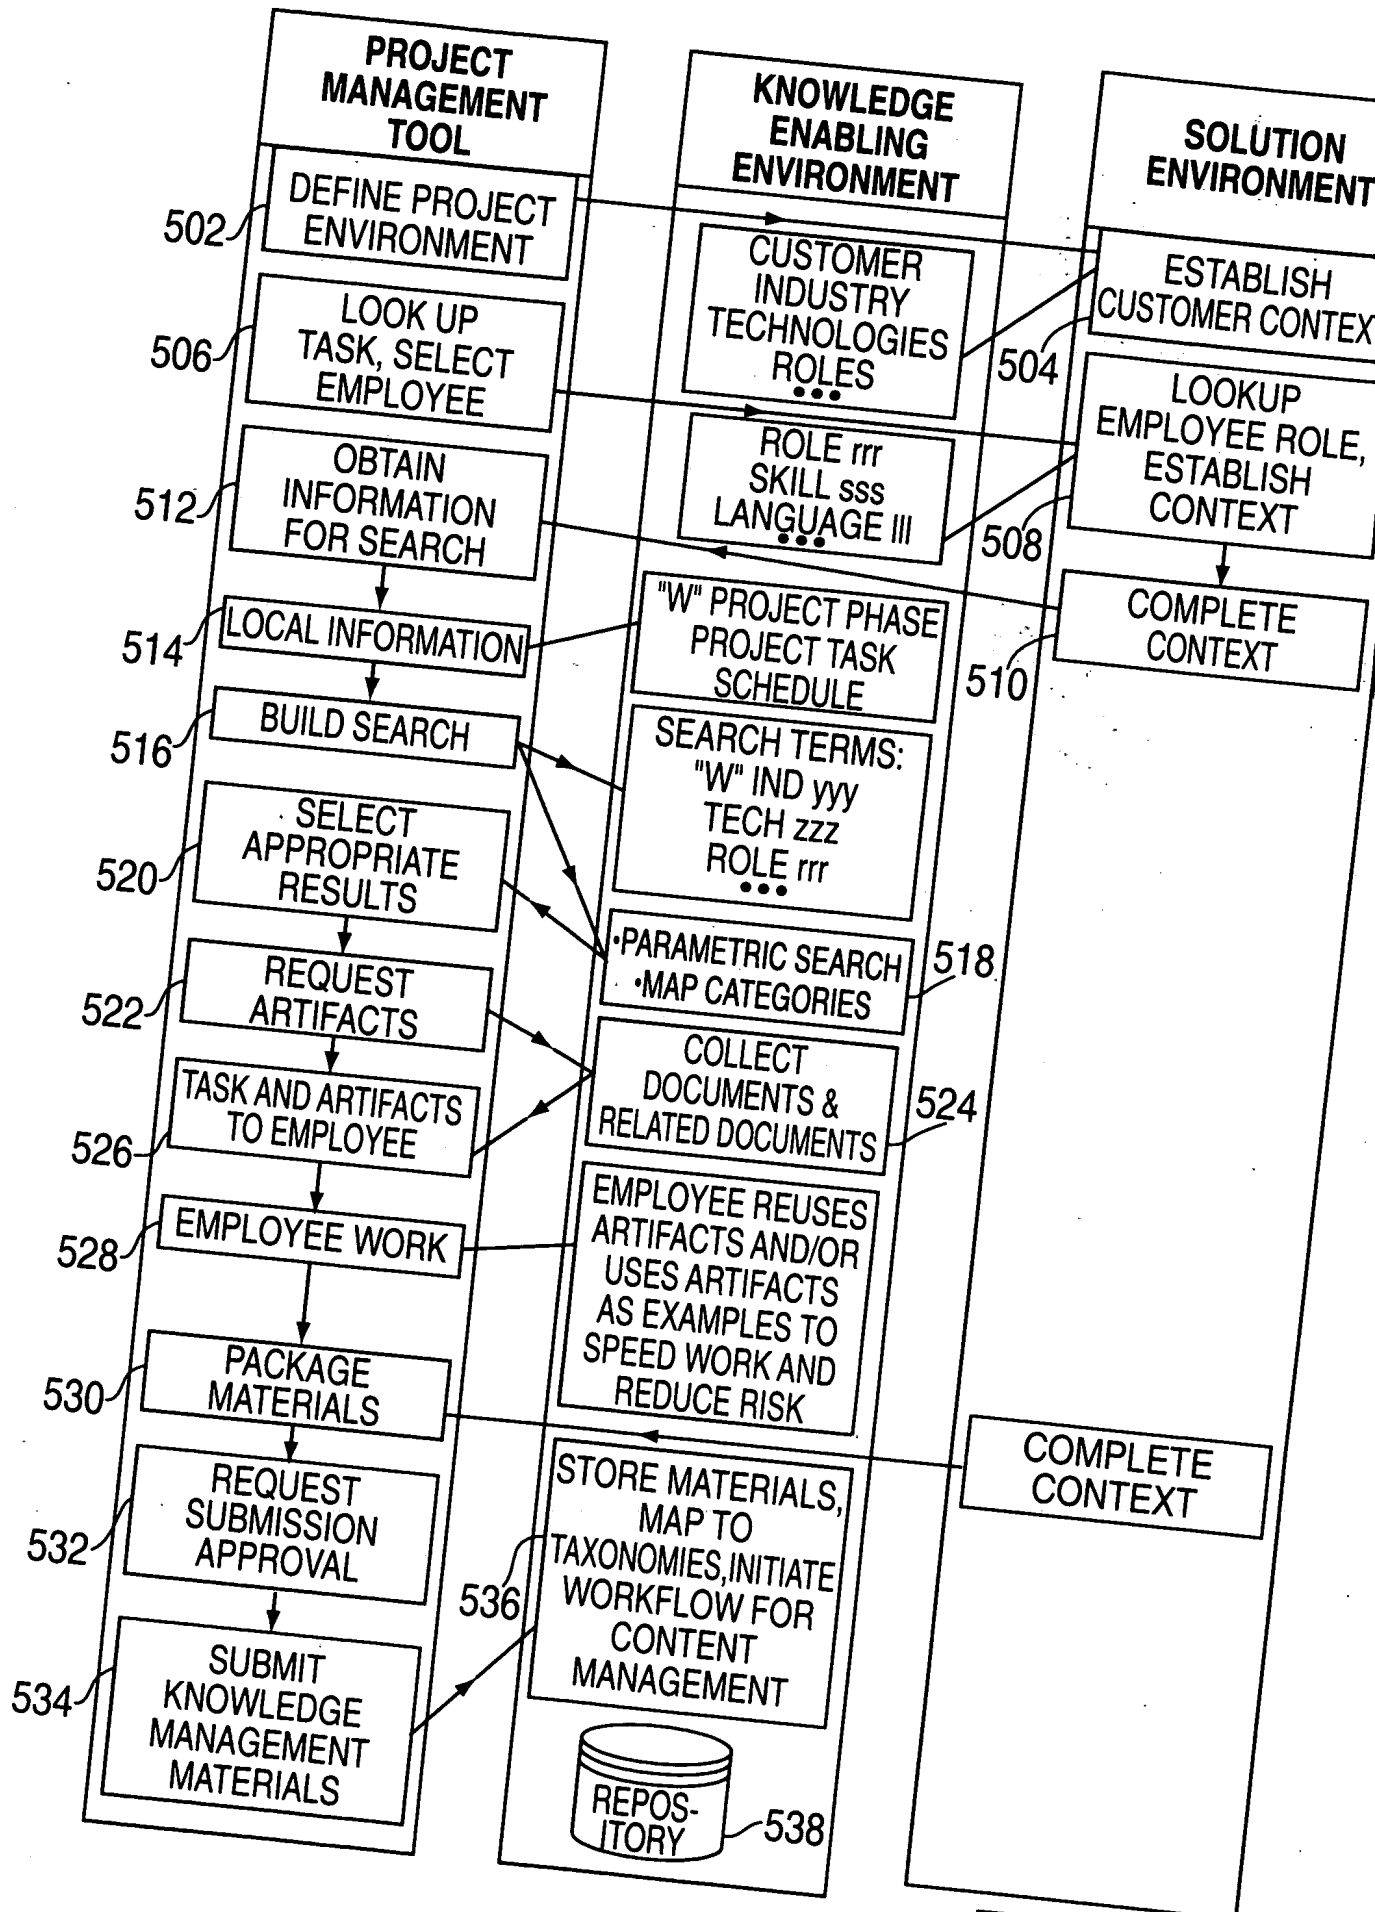 PROJECT
MANAGEMENT
TOOL
DEFINE PROJECT
ENVIRONMENT
502
LOOK UP
TASK, SELECT
EMPLOYEE
506
OBTAIN
INFORMATION
FOR SEARCH
512
LOCAL INFORMATION
514
BUILD SEARCH
516
SELECT
APPROPRIATE
RESULTS
520
REQUEST
ARTIFACTS
522
TASK AND ARTIFACTS
TO EMPLOYEE
526
EMPLOYEE WORK
528
PACKAGE
MATERIALS
530
REQUEST
SUBMISSION
APPROVAL
532
SUBMIT
KNOWLEDGE
MANAGEMENT
MATERIALS
534
KNOWLEDGE
ENABLING
ENVIRONMENT
CUSTOMER
INDUSTRY
TECHNOLOGIES
ROLES
•••
ROLE rrr
SKILL sss
LANGUAGE lll
•••
"W" PROJECT PHASE
PROJECT TASK
SCHEDULE
SEARCH TERMS:
"W" IND yyy
TECH zzz
ROLE rrr
•••
•PARAMETRIC SEARCH
•MAP CATEGORIES
518
COLLECT
DOCUMENTS &
RELATED DOCUMENTS
524
EMPLOYEE REUSES
ARTIFACTS AND/OR
USES ARTIFACTS
AS EXAMPLES TO
SPEED WORK AND
REDUCE RISK
STORE MATERIALS,
MAP TO
TAXONOMIES, INITIATE
WORKFLOW FOR
CONTENT
MANAGEMENT
536
REPOS-
ITORY
538
SOLUTION
ENVIRONMENT
ESTABLISH
CUSTOMER CONTEX
504
LOOKUP
EMPLOYEE ROLE,
ESTABLISH
CONTEXT
508
COMPLETE
CONTEXT
510
COMPLETE
CONTEXT